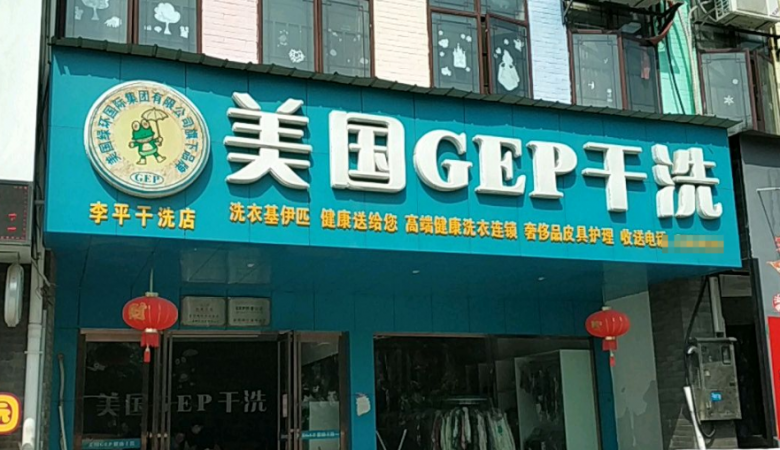 美国GEP干洗
美国绿环国际集团有限公司旗下品牌
GEP
李平干洗店
洗衣基伊匹 健康送给您 高端健康洗衣连锁 奢侈品皮具护理 收送电话
美国GEP干洗
元